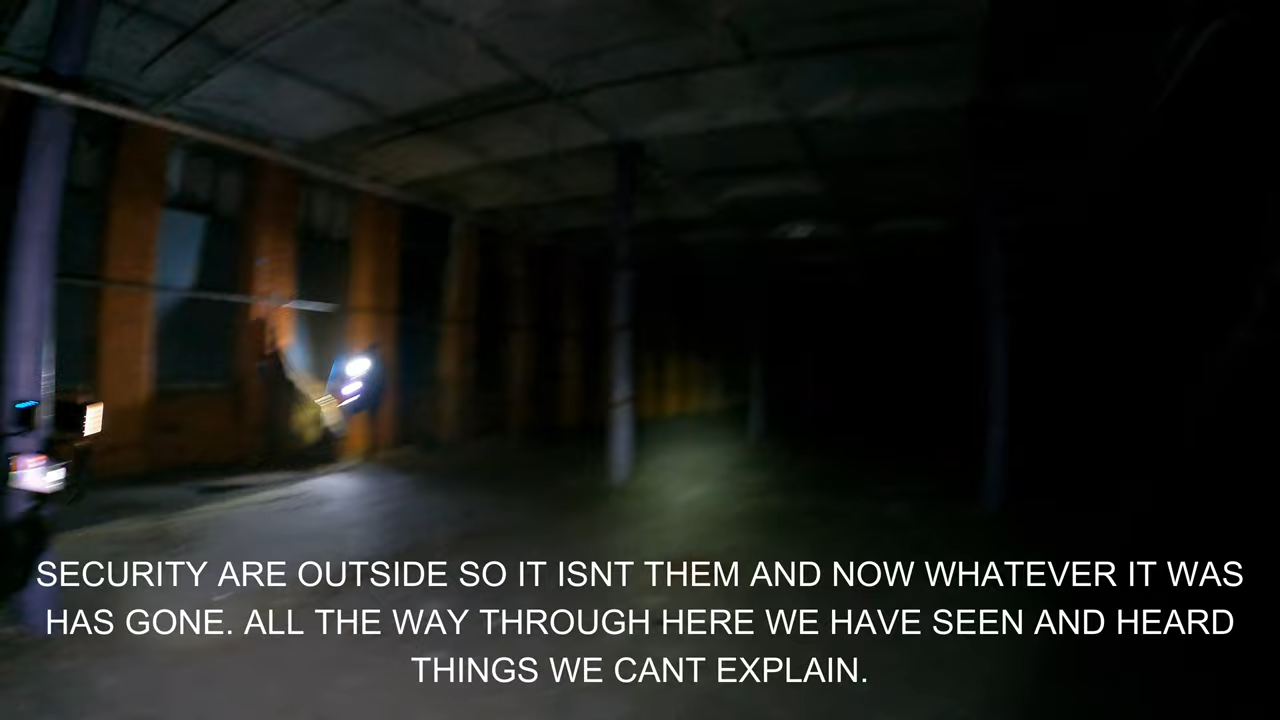 SECURITY ARE OUTSIDE SO IT ISNT THEM AND NOW WHATEVER IT WAS
HAS GONE. ALL THE WAY THROUGH HERE WE HAVE SEEN AND HEARD
THINGS WE CANT EXPLAIN.